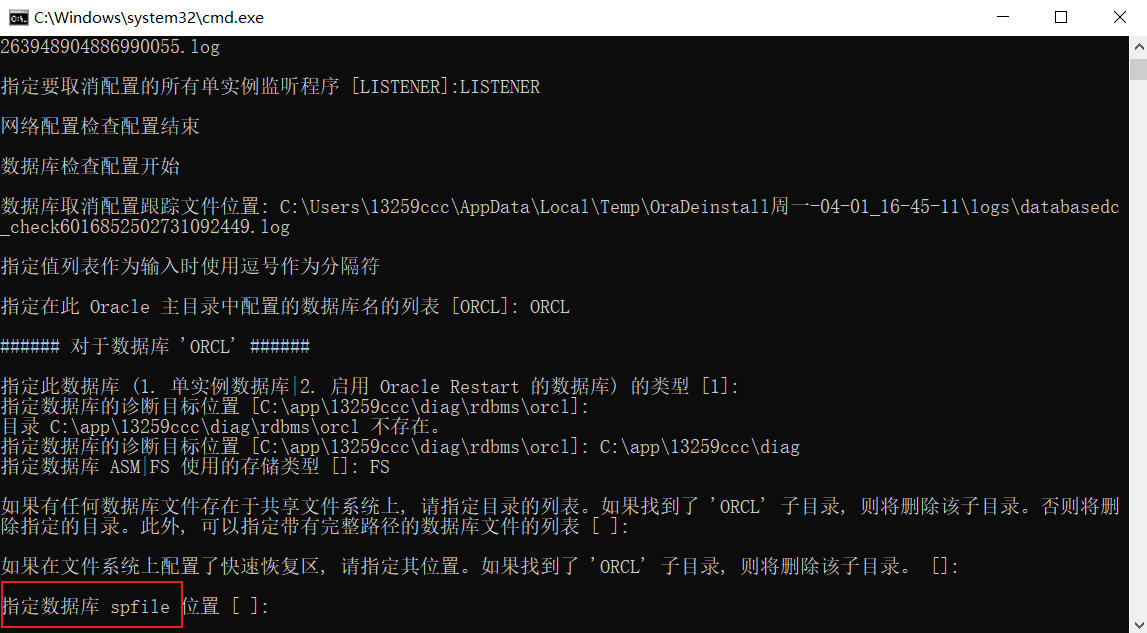 C:\Windows\system32\cmd.exe
263948904886990055.log
指定要取消配置的所有单实例监听程序 [LISTENER]:LISTENER
网络配置检查配置结束
数据库检查配置开始
数据库取消配置跟踪文件位置: C:\Users\13259ccc\AppData\Local\Temp\OraDeinstall周一-04-01_16-45-11\logs\databasedc
_check6016852502731092449.log
指定值列表作为输入时使用逗号作为分隔符
指定在此 Oracle 主目录中配置的数据库名的列表 [ORCL]: ORCL
###### 对于数据库 'ORCL' ######
指定此数据库 (1. 单实例数据库|2. 启用 Oracle Restart 的数据库) 的类型 [1]:
指定数据库的诊断目标位置 [C:\app\13259ccc\diag\rdbms\orcl]:
目录 C:\app\13259ccc\diag\rdbms\orcl 不存在。
指定数据库的诊断目标位置 [C:\app\13259ccc\diag\rdbms\orcl]: C:\app\13259ccc\diag
指定数据库 ASM|FS 使用的存储类型 []: FS
如果有任何数据库文件存在于共享文件系统上, 请指定目录的列表。如果找到了 'ORCL' 子目录, 则将删除该子目录。否则将删
除指定的目录。此外, 可以指定带有完整路径的数据库文件的列表 [ ]:
如果在文件系统上配置了快速恢复区, 请指定其位置。如果找到了 'ORCL' 子目录, 则将删除该子目录。 []:
指定数据库 spfile 位置 [ ]: